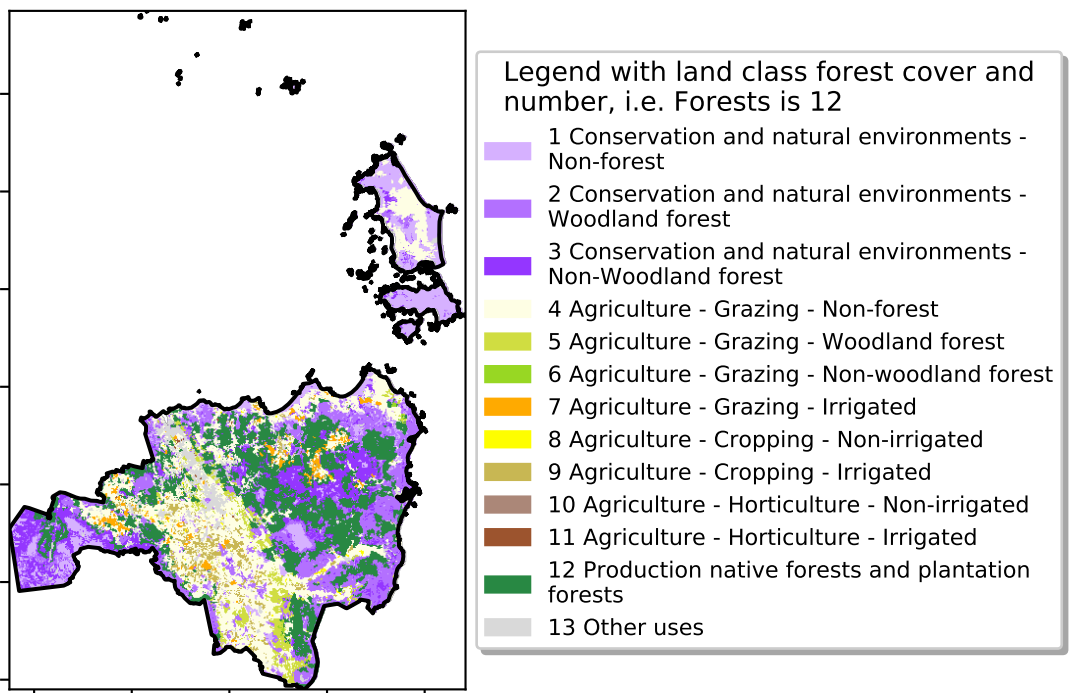 Legend with land class forest cover and
number, i.e. Forests is 12
1 Conservation and natural environments -
Non-forest
2 Conservation and natural environments -
Woodland forest
3 Conservation and natural environments -
Non-Woodland forest
4 Agriculture - Grazing - Non-forest
5 Agriculture - Grazing - Woodland forest
6 Agriculture - Grazing - Non-woodland forest
7 Agriculture - Grazing - Irrigated
8 Agriculture - Cropping - Non-irrigated
9 Agriculture - Cropping - Irrigated
10 Agriculture - Horticulture - Non-irrigated
11 Agriculture - Horticulture - Irrigated
12 Production native forests and plantation
forests
13 Other uses